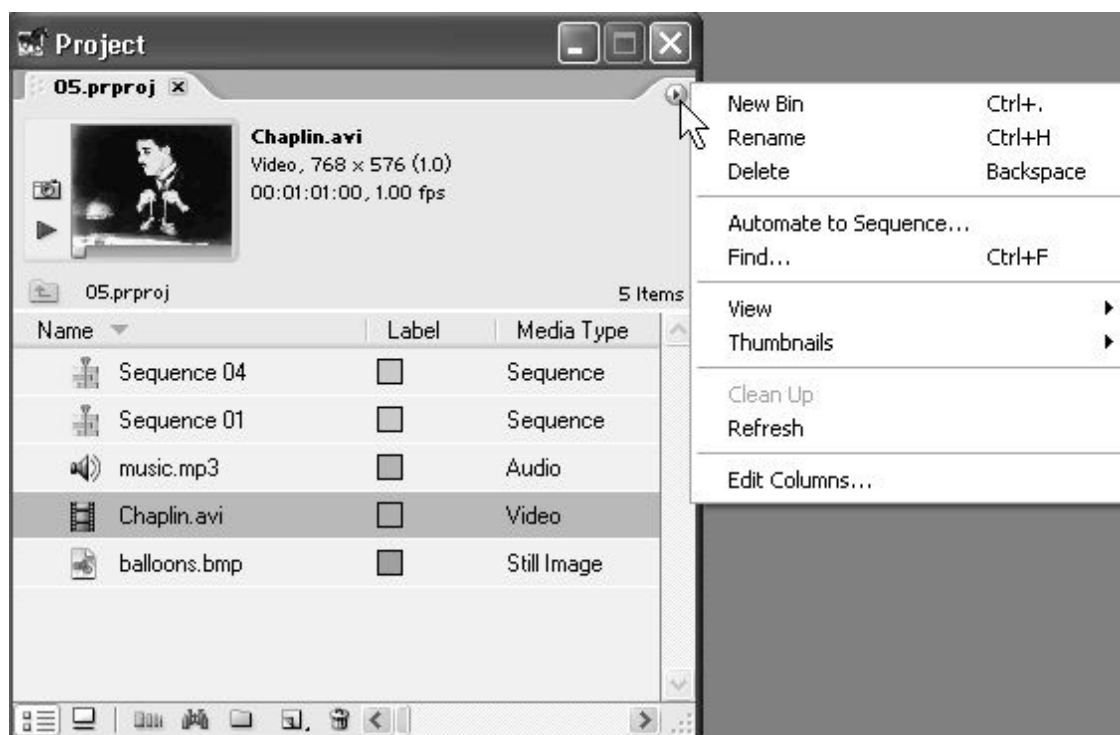 Project
05.prproj
Chaplin.avi
Video, 768 × 576 (1.0)
00:01:01:00, 1.00 fps
05.prproj 5 Items
Name Label Media Type
Sequence 04 Sequence
Sequence 01 Sequence
music.mp3 Audio
Chaplin.avi Video
balloons.bmp Still Image
New Bin Ctrl+.
Rename Ctrl+H
Delete Backspace
Automate to Sequence...
Find... Ctrl+F
View
Thumbnails
Clean Up
Refresh
Edit Columns...